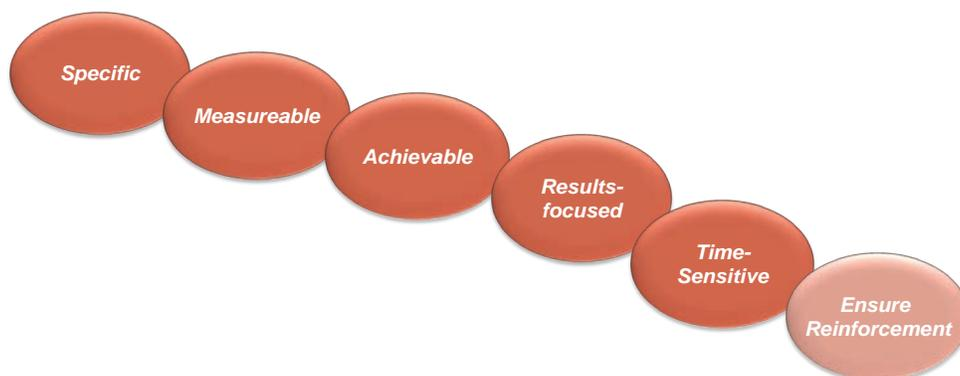 Specific
Measureable
Achievable
Results-
focused
Time-
Sensitive
Ensure
Reinforcement